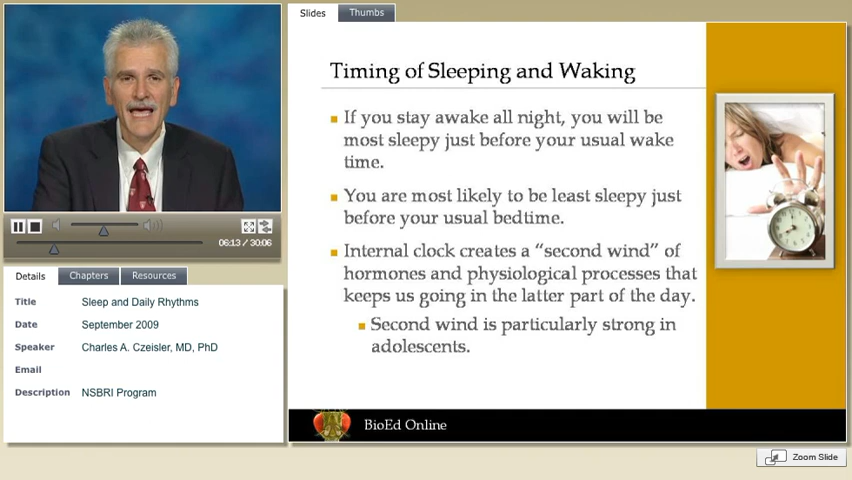 Slides
Thumbs
Timing of Sleeping and Waking
If you stay awake all night, you will be
most sleepy just before your usual wake
time.
You are most likely to be least sleepy just
before your usual bedtime.
Internal clock creates a “second wind” of
hormones and physiological processes that
keeps us going in the latter part of the day.
Second wind is particularly strong in
adolescents.
BioEd Online
Zoom Slide
06:13 / 30:06
Details
Chapters
Resources
Title Sleep and Daily Rhythms
Date September 2009
Speaker Charles A. Czeisler, MD, PhD
Email
Description NSBRI Program